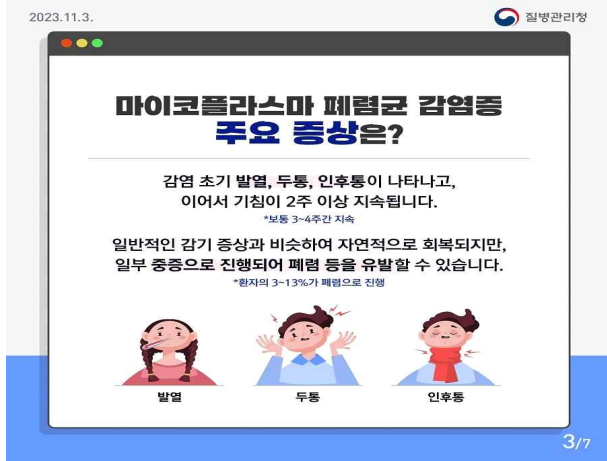 2023.11.3.
질병관리청
마이코플라스마 폐렴균 감염증
주요 증상은?
감염 초기 발열, 두통, 인후통이 나타나고,
이어서 기침이 2주 이상 지속됩니다.
*보통 3~4주간 지속
일반적인 감기 증상과 비슷하여 자연적으로 회복되지만,
일부 중증으로 진행되어 폐렴 등을 유발할 수 있습니다.
*환자의 3~13%가 폐렴으로 진행
발열
두통
인후통
3/7